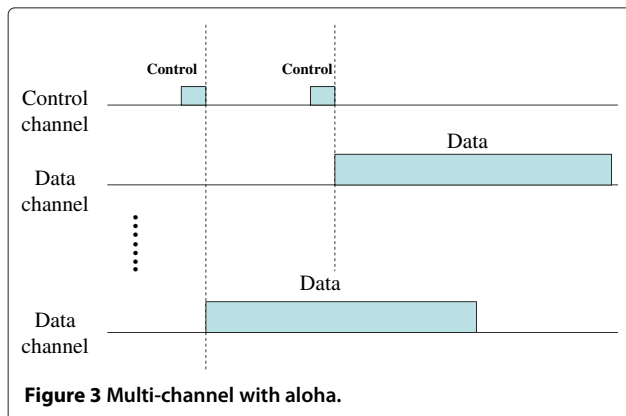 Control Control
Control
channel
Data
Data
channel
Data
Data
channel
Figure 3 Multi-channel with aloha.